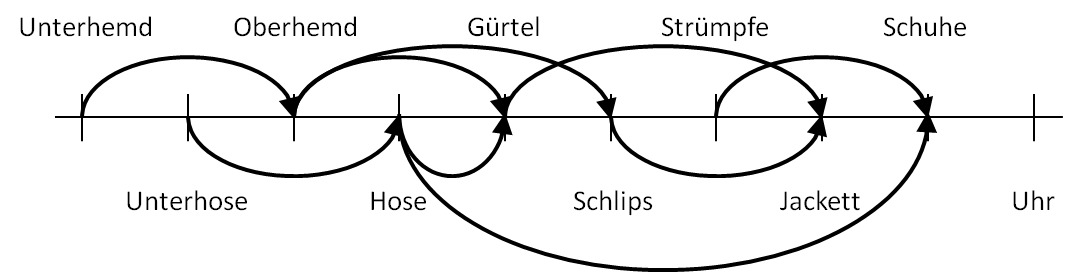 Unterhemd Oberhemd Gürtel Strümpfe Schuhe
Unterhose Hose Schlips Jackett Uhr